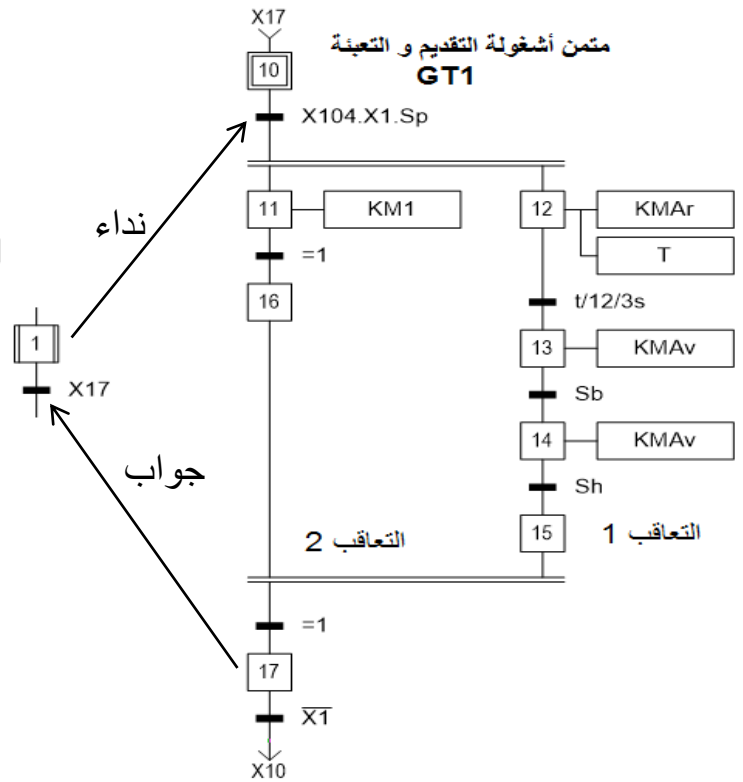 X17
متمن أشغولة التقديم و التعبئة
GT1
10
X104.X1.Sp
نداء
11
KM1
12
KMAr
T
=1
16
t/12/3s
1
X17
13
KMAv
Sb
14
KMAv
جواب
Sh
15
التعاقب 1
التعاقب 2
=1
17
X̅1̅
X10